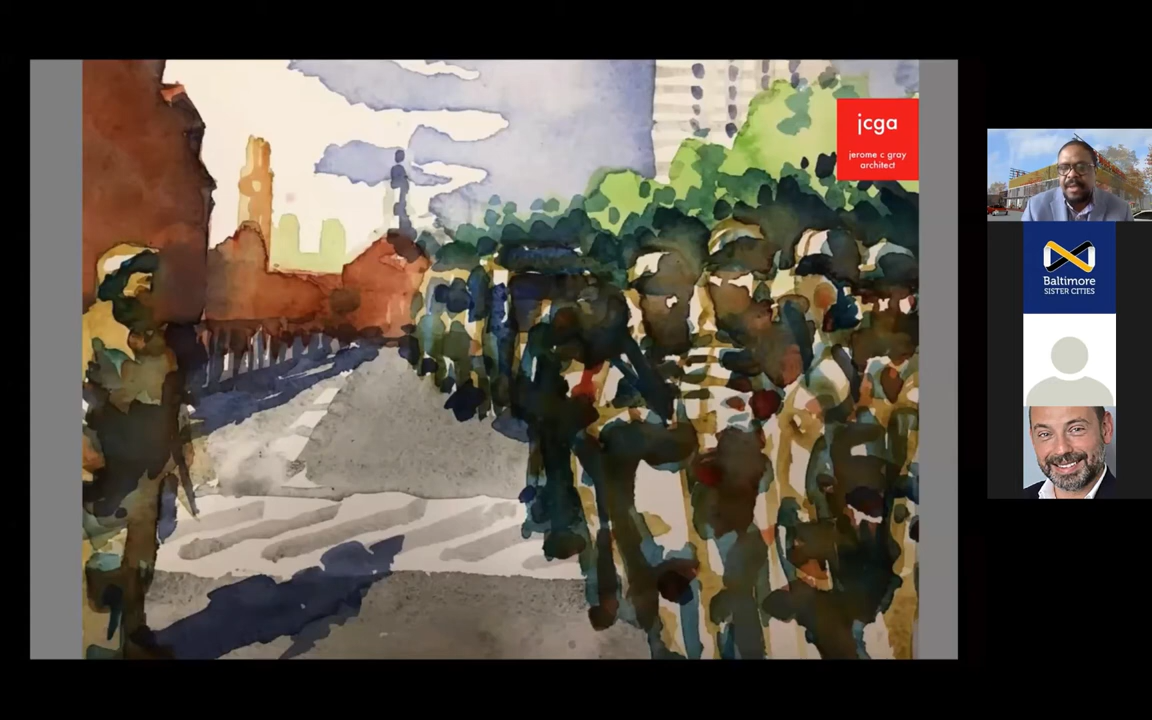 jcga
jerome c gray
architect
Baltimore
SISTER CITIES